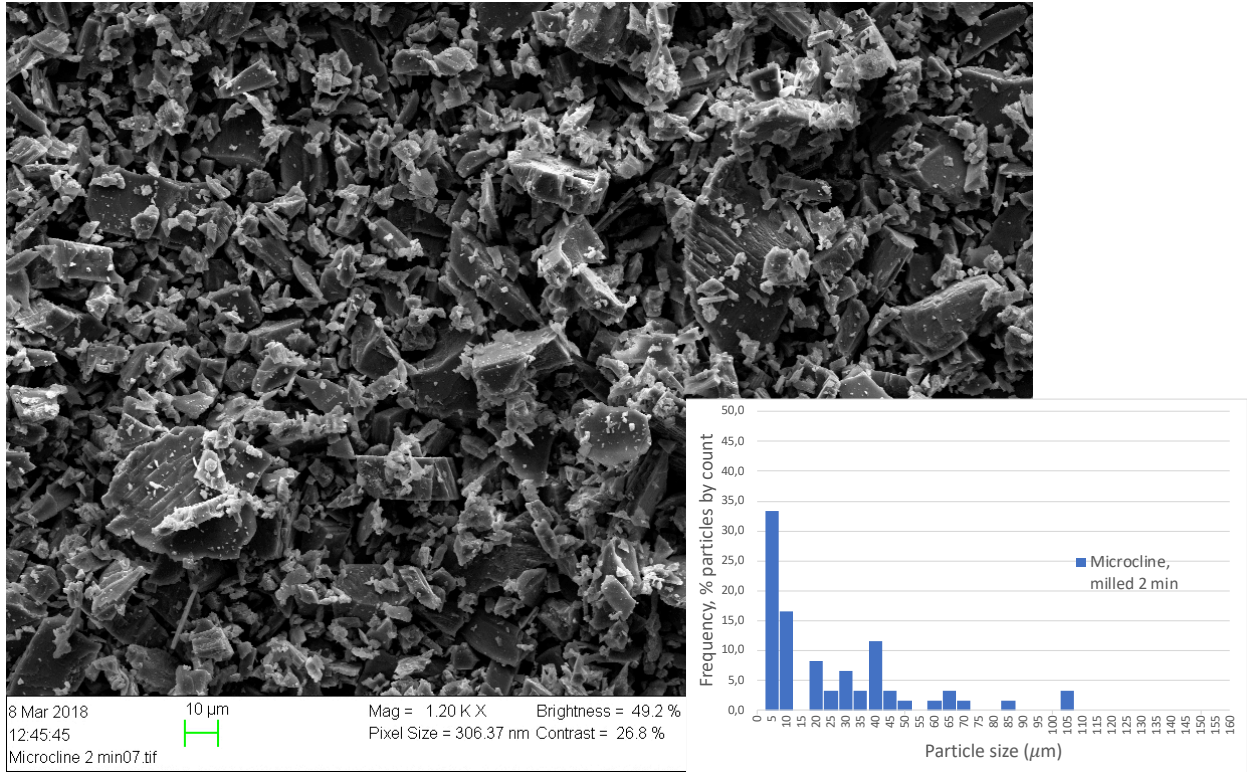 8 Mar 2018
12:45:45
Microcline 2 min07.tif
10 µm
Mag = 1.20 K X
Pixel Size = 306.37 nm
Brightness = 49.2 %
Contrast = 26.8 %
Frequency, % particles by count
50,0
45,0
40,0
35,0
30,0
25,0
20,0
15,0
10,0
5,0
0,0
Microcline,
milled 2 min
0 5 10 15 20 25 30 35 40 45 50 55 60 65 70 75 80 85 90 95 100 105 110 115 120 125 130 135 140 145 150 155 160
Particle size (µm)